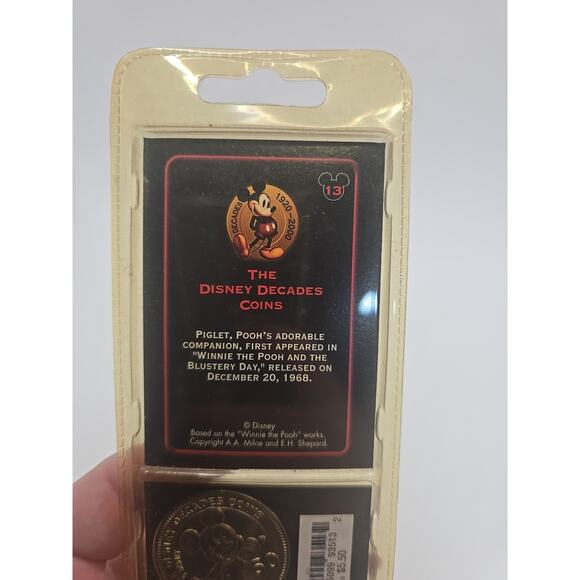 13
DECADES 1920-2000
THE
DISNEY DECADES
COINS
PIGLET, POOH'S ADORABLE
COMPANION, FIRST APPEARED IN
"WINNIE THE POOH AND THE
BLUSTERY DAY," RELEASED ON
DECEMBER 20, 1968.
© Disney
Based on the "Winnie the Pooh" works.
Copyright A.A. Milne and E.H. Shepard.
DECADES COINS
93513 2
$5.50